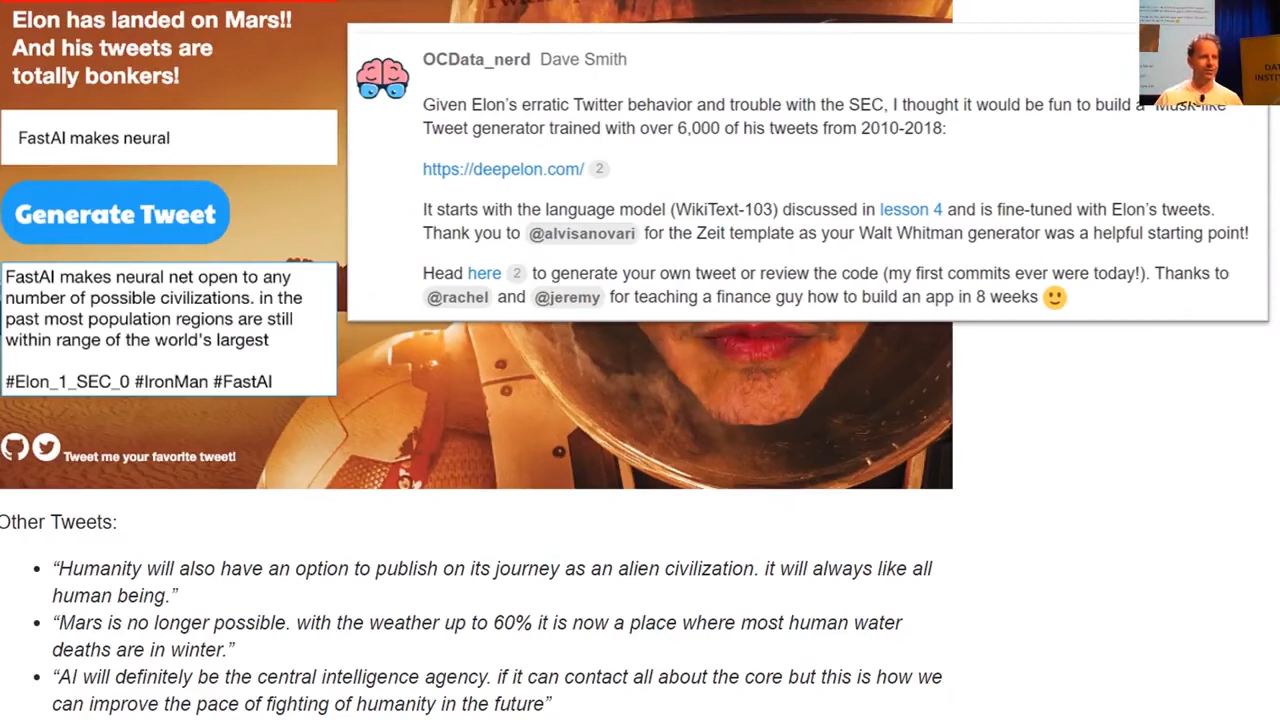 Elon has landed on Mars!!
And his tweets are
totally bonkers!
FastAI makes neural
Generate Tweet
FastAI makes neural net open to any
number of possible civilizations. in the
past most population regions are still
within range of the world's largest
#Elon_1_SEC_0 #IronMan #FastAI
Tweet me your favorite tweet!
OCData_nerd Dave Smith
Given Elon's erratic Twitter behavior and trouble with the SEC, I thought it would be fun to build a "Musk-like
Tweet generator trained with over 6,000 of his tweets from 2010-2018:
https://deepelon.com/ 2
It starts with the language model (WikiText-103) discussed in lesson 4 and is fine-tuned with Elon's tweets.
Thank you to @alvisanovari for the Zeit template as your Walt Whitman generator was a helpful starting point!
Head here 2 to generate your own tweet or review the code (my first commits ever were today!). Thanks to
@rachel and @jeremy for teaching a finance guy how to build an app in 8 weeks
Other Tweets:
• "Humanity will also have an option to publish on its journey as an alien civilization. it will always like all
human being."
• "Mars is no longer possible. with the weather up to 60% it is now a place where most human water
deaths are in winter."
• "AI will definitely be the central intelligence agency. if it can contact all about the core but this is how we
can improve the pace of fighting of humanity in the future"